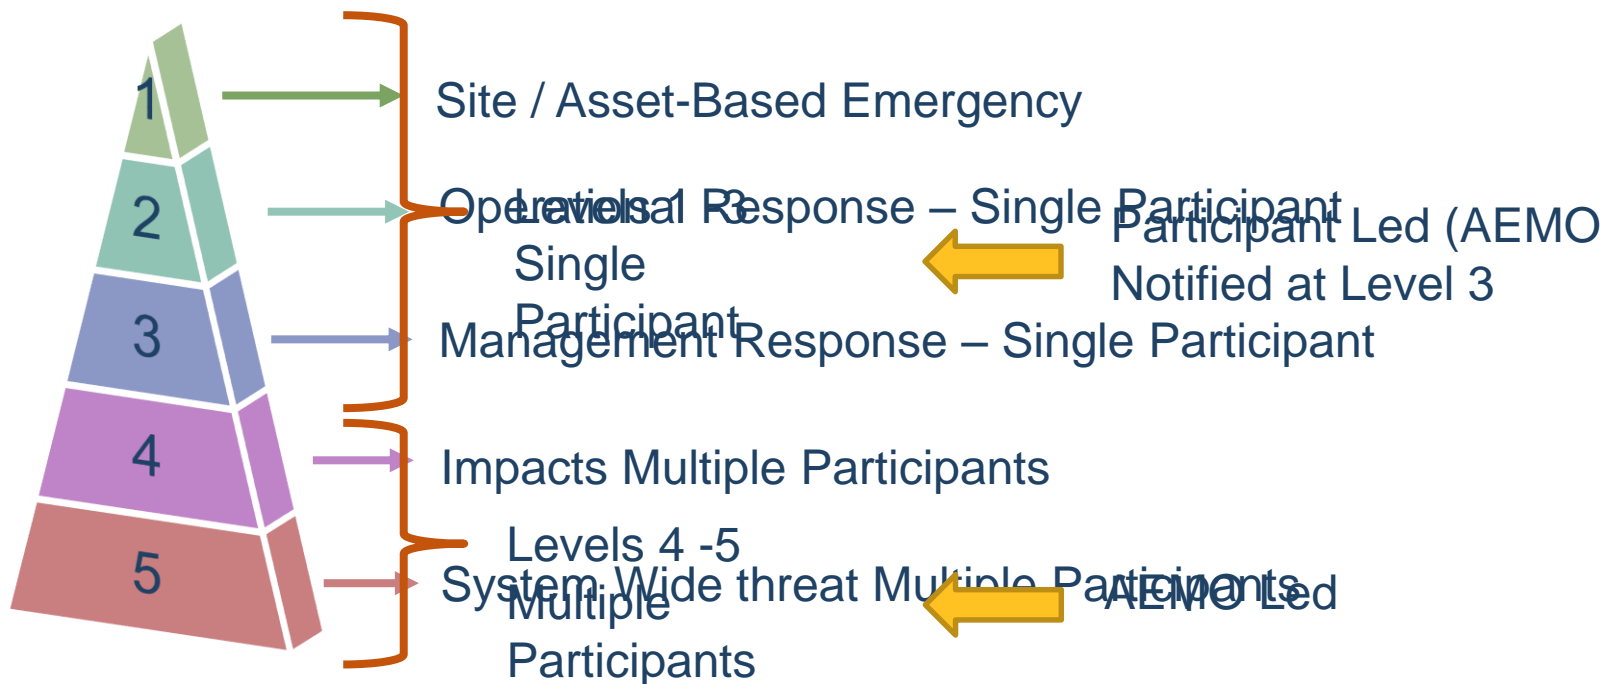 1
Site / Asset-Based Emergency
2
Operational Response – Single Participant
Levels 1 -3
Single
Participant
Participant Led (AEMO
Notified at Level 3
3
Management Response – Single Participant
4
Impacts Multiple Participants
5
System Wide threat Multiple Participants
Levels 4 -5
Multiple
Participants
AEMO Led